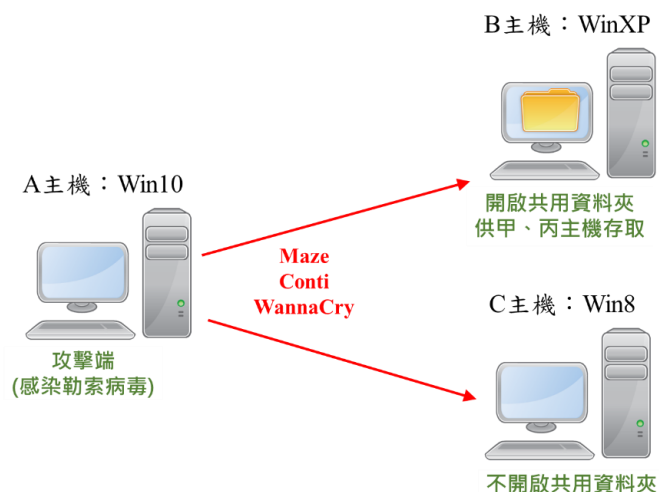 B主機：WinXP
開啟共用資料夾
供甲、丙主機存取
A主機：Win10
攻擊端
(感染勒索病毒)
Maze
Conti
WannaCry
C主機：Win8
不開啟共用資料夾